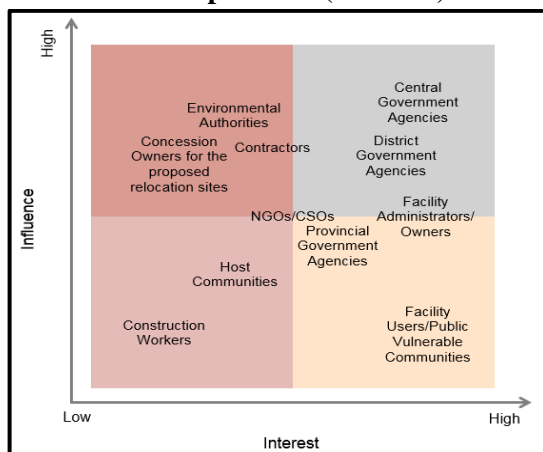 High
Environmental
Authorities
Central
Government
Agencies
Concession
Owners for the
proposed
relocation sites
Contractors
District
Government
Agencies
Influence
NGOs/CSOs
Provincial
Government
Agencies
Facility
Administrators/
Owners
Host
Communities
Construction
Workers
Facility
Users/Public
Vulnerable
Communities
Low
High
Interest